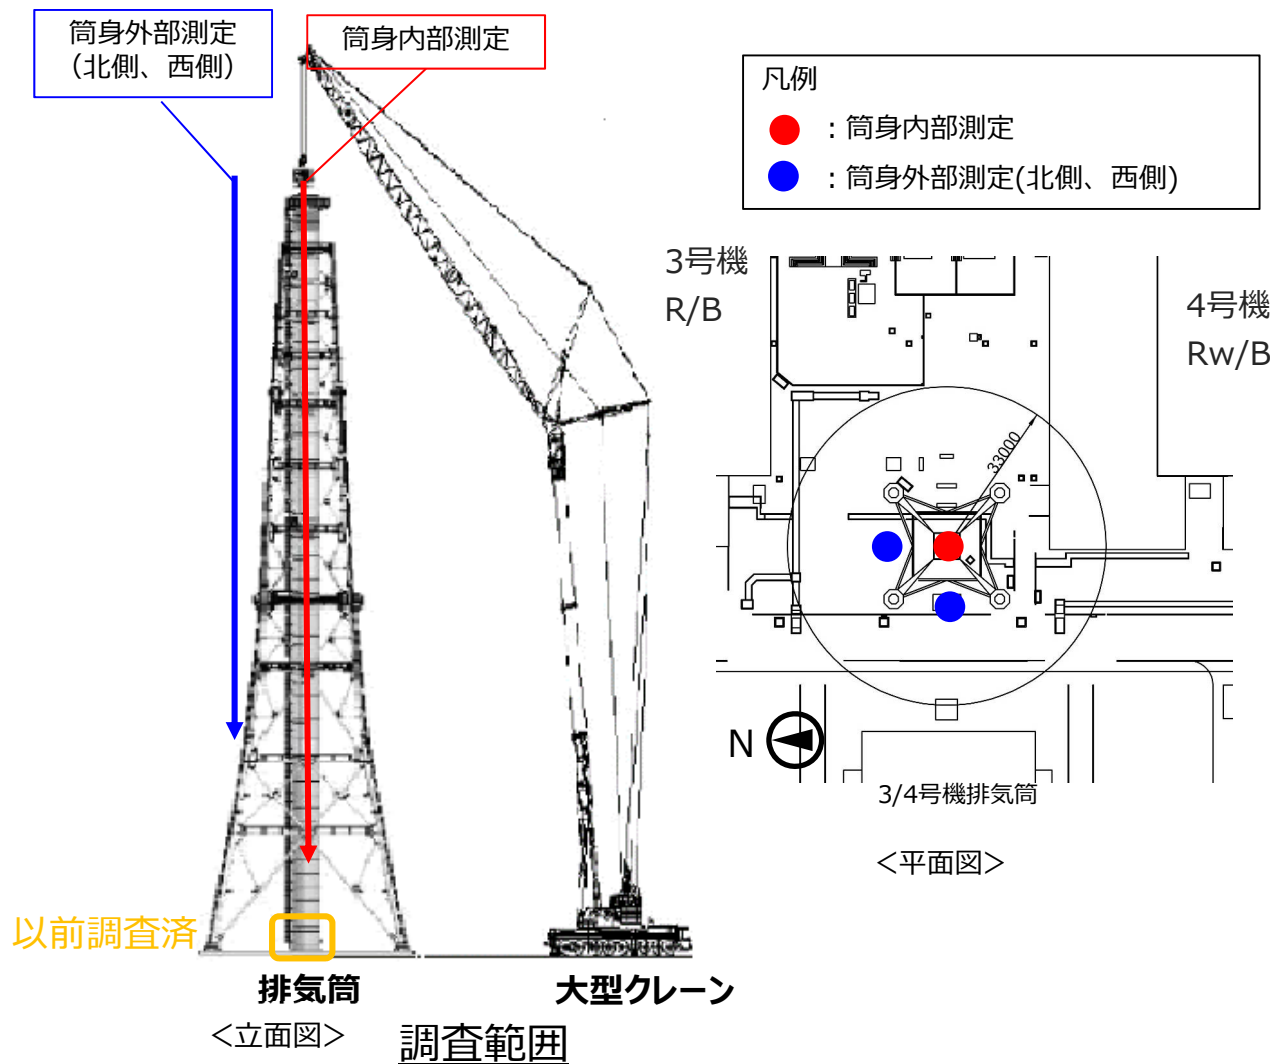 筒身外部測定
（北側、西側）
筒身内部測定
凡例
：筒身内部測定
：筒身外部測定(北側、西側)
3号機
R/B
4号機
Rw/B
33000
N
3/4号機排気筒
＜平面図＞
以前調査済
排気筒
大型クレーン
＜立面図＞
調査範囲